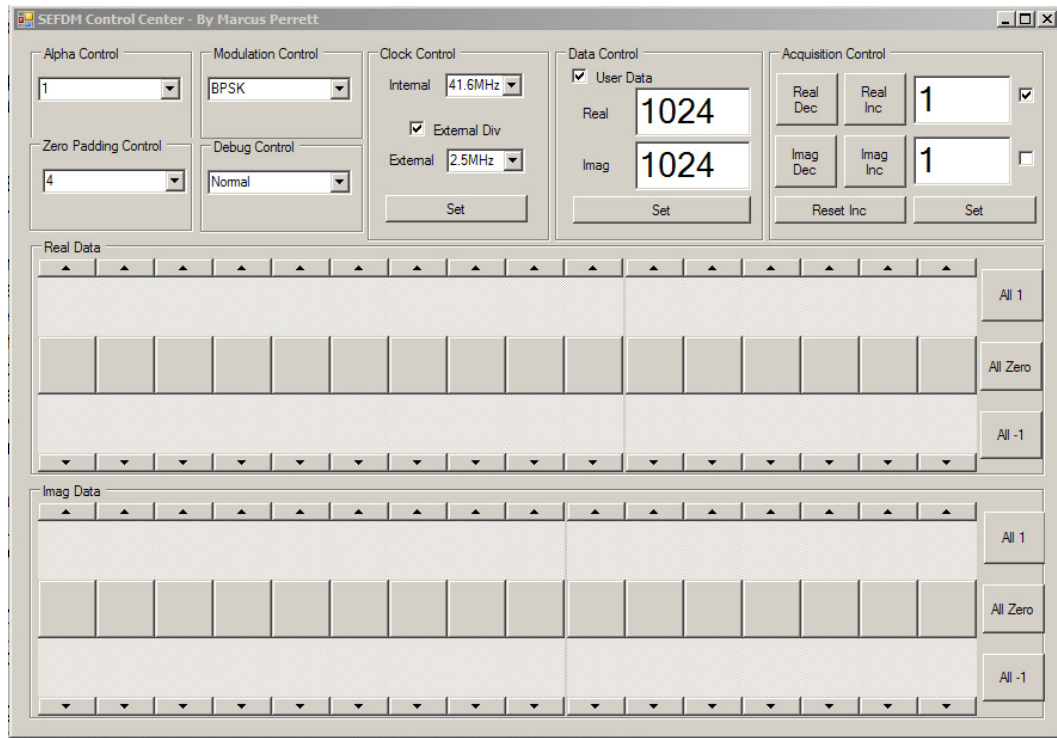 SEFDM Control Center - By Marcus Perrett
Alpha Control
1
Modulation Control
BPSK
Zero Padding Control
4
Debug Control
Normal
Clock Control
Internal 41.6MHz
External Div
External 2.5MHz
Set
Data Control
User Data
Real 1024
Imag 1024
Set
Acquisition Control
Real Dec
Real Inc
1
Imag Dec
Imag Inc
1
Reset Inc
Set
Real Data
All 1
All Zero
All -1
Imag Data
All 1
All Zero
All -1